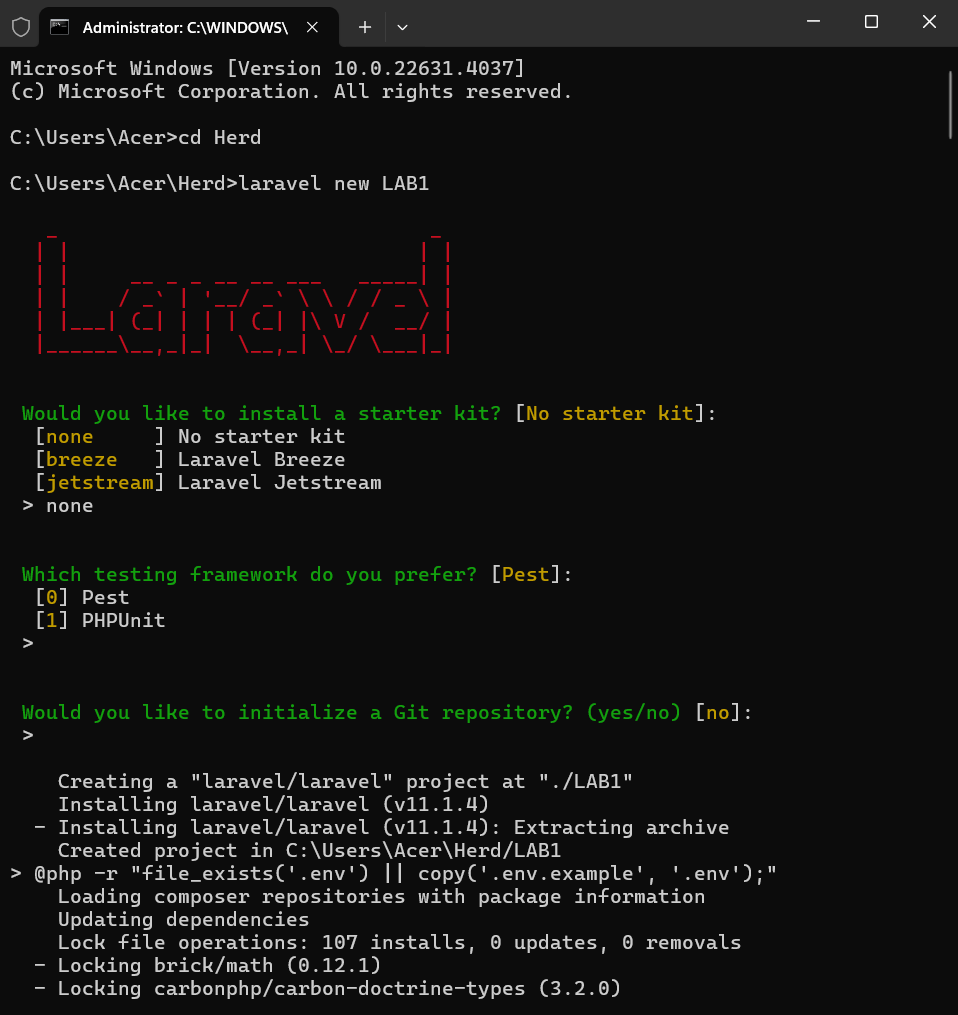 Administrator: C:\WINDOWS\
Microsoft Windows [Version 10.0.22631.4037]
(c) Microsoft Corporation. All rights reserved.
C:\Users\Acer>cd Herd
C:\Users\Acer\Herd>laravel new LAB1
Laravel
Would you like to install a starter kit? [No starter kit]:
[none     ] No starter kit
[breeze   ] Laravel Breeze
[jetstream] Laravel Jetstream
> none
Which testing framework do you prefer? [Pest]:
[0] Pest
[1] PHPUnit
>
Would you like to initialize a Git repository? (yes/no) [no]:
>
Creating a "laravel/laravel" project at "./LAB1"
Installing laravel/laravel (v11.1.4)
- Installing laravel/laravel (v11.1.4): Extracting archive
Created project in C:\Users\Acer\Herd/LAB1
> @php -r "file_exists('.env') || copy('.env.example', '.env');"
Loading composer repositories with package information
Updating dependencies
Lock file operations: 107 installs, 0 updates, 0 removals
- Locking brick/math (0.12.1)
- Locking carbonphp/carbon-doctrine-types (3.2.0)